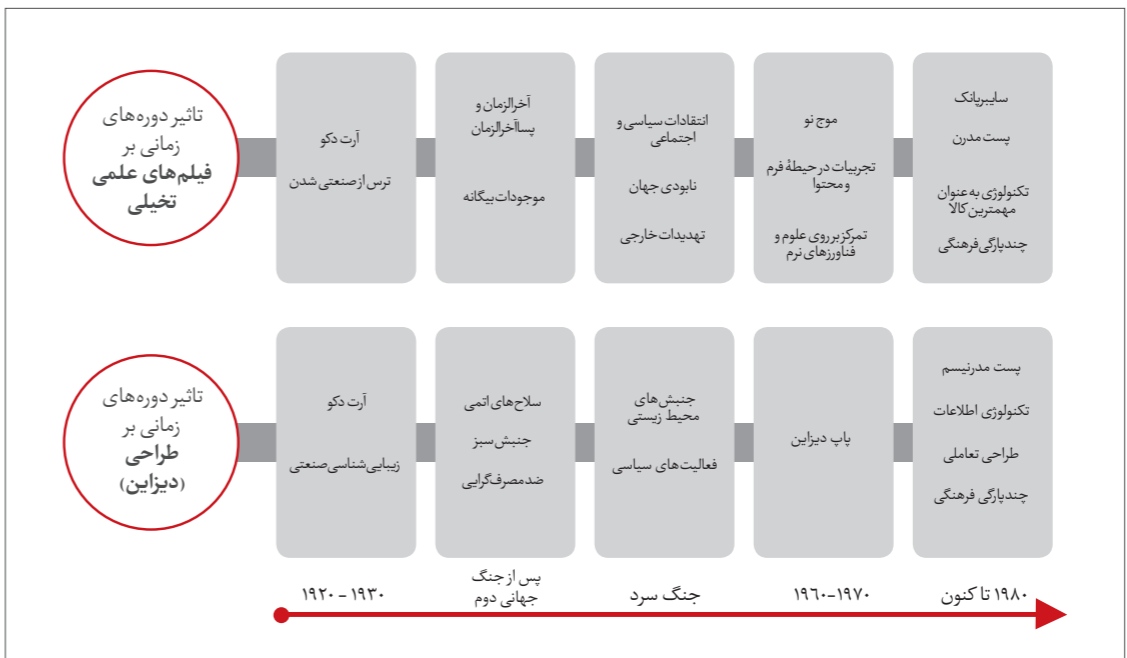 تاثیر دوره‌های
زمانی بر
فیلم‌های علمی
تخیلی
آرت دکو
ترس از صنعتی شدن
آخرالزمان و
پساآخرالزمان
موجودات بیگانه
انتقادات سیاسی و
اجتماعی
نابودی جهان
تهدیدات خارجی
موج نو
تجربیات در حیطهٔ فرم
و محتوا
تمرکز بر روی علوم و
فناورزهای نرم
سایبرپانک
پست مدرن
تکنولوژی به عنوان
مهمترین کالا
چندپارگی فرهنگی
تاثیر دوره‌های
زمانی بر
طراحی
(دیزاین)
آرت دکو
زیبایی‌شناسی صنعتی
سلاح‌های اتمی
جنبش سبز
ضدمصرف‌گرایی
جنبش‌های
محیط زیستی
فعالیت‌های سیاسی
پاپ دیزاین
پست مدرنیسم
تکنولوژی اطلاعات
طراحی تعاملی
چندپارگی فرهنگی
۱۹۲۰ - ۱۹۳۰
پس از جنگ
جهانی دوم
جنگ سرد
۱۹۶۰-۱۹۷۰
۱۹۸۰ تا کنون